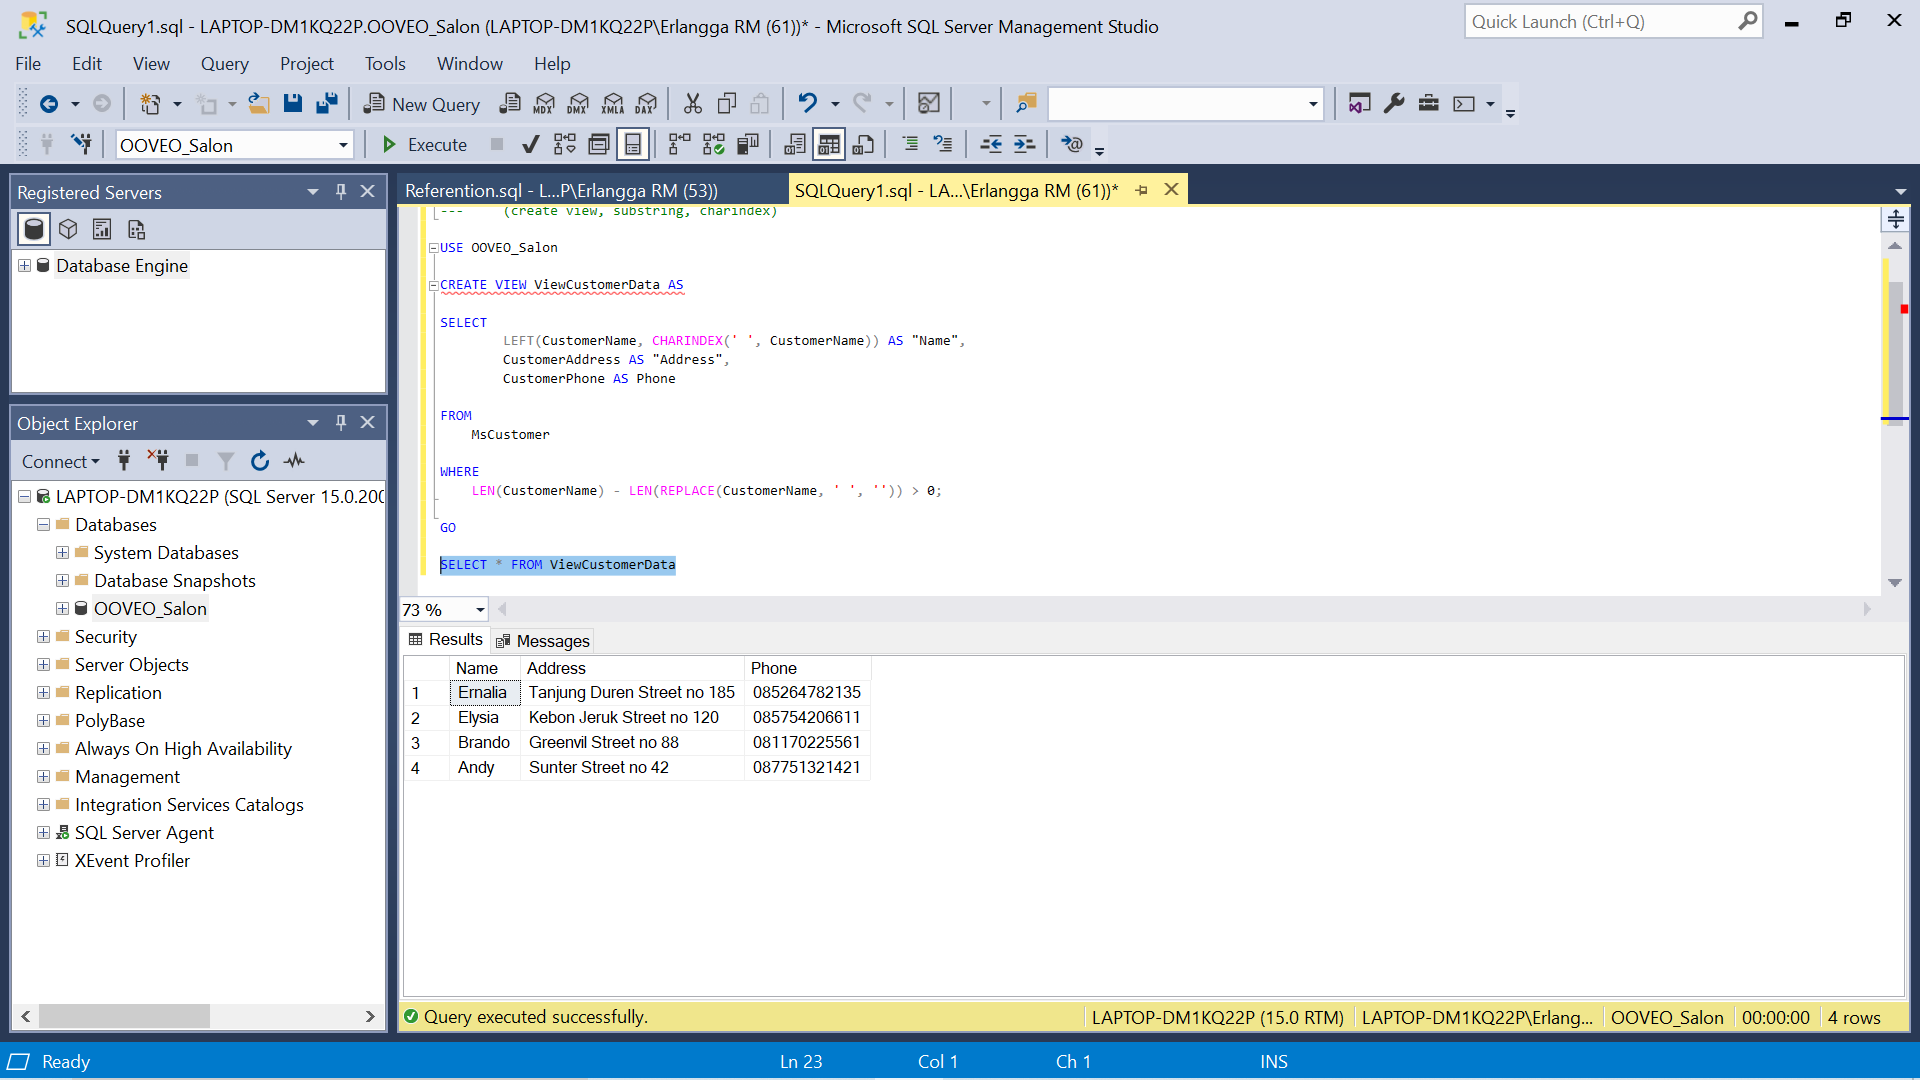 SQLQuery1.sql - LAPTOP-DM1KQ22P.OOVEO_Salon (LAPTOP-DM1KQ22P\Erlangga RM (61))* - Microsoft SQL Server Management Studio
Quick Launch (Ctrl+Q)
File Edit View Query Project Tools Window Help
New Query MDX DMX XMLA DAX
OOVEO_Salon Execute
Registered Servers
Database Engine
Object Explorer
Connect
LAPTOP-DM1KQ22P (SQL Server 15.0.200
Databases
System Databases
Database Snapshots
OOVEO_Salon
Security
Server Objects
Replication
PolyBase
Always On High Availability
Management
Integration Services Catalogs
SQL Server Agent
XEvent Profiler
Referention.sql - L...P\Erlangga RM (53))
SQLQuery1.sql - LA...\Erlangga RM (61))*
--- (create view, substring, charindex)
USE OOVEO_Salon
CREATE VIEW ViewCustomerData AS
SELECT
LEFT(CustomerName, CHARINDEX(' ', CustomerName)) AS "Name",
CustomerAddress AS "Address",
CustomerPhone AS Phone
FROM
MsCustomer
WHERE
LEN(CustomerName) - LEN(REPLACE(CustomerName, ' ', '')) > 0;
GO
SELECT * FROM ViewCustomerData
73 %
Results Messages
Name Address Phone
1 Ernalia Tanjung Duren Street no 185 085264782135
2 Elysia Kebon Jeruk Street no 120 085754206611
3 Brando Greenvil Street no 88 081170225561
4 Andy Sunter Street no 42 087751321421
Query executed successfully.
LAPTOP-DM1KQ22P (15.0 RTM) LAPTOP-DM1KQ22P\Erlang... OOVEO_Salon 00:00:00 4 rows
Ready Ln 23 Col 1 Ch 1 INS